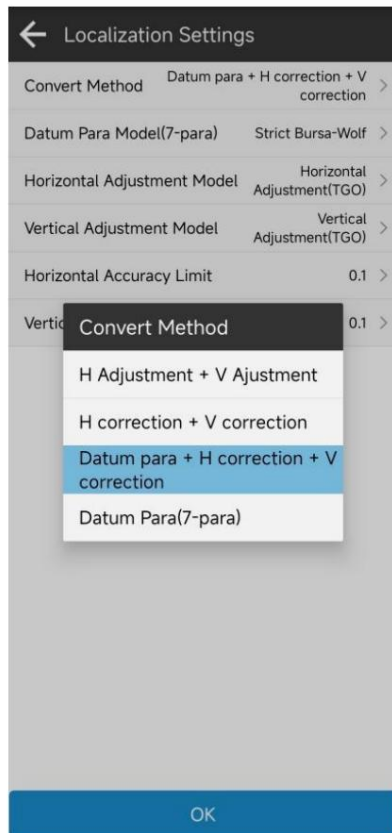 Localization Settings
Convert Method
Datum para + H correction + V
correction
Datum Para Model(7-para)
Strict Bursa-Wolf
Horizontal Adjustment Model
Horizontal
Adjustment(TGO)
Vertical Adjustment Model
Vertical
Adjustment(TGO)
Horizontal Accuracy Limit
0.1
0.1
Convert Method
H Adjustment + V Ajustment
H correction + V correction
Datum para + H correction + V
correction
Datum Para(7-para)
OK